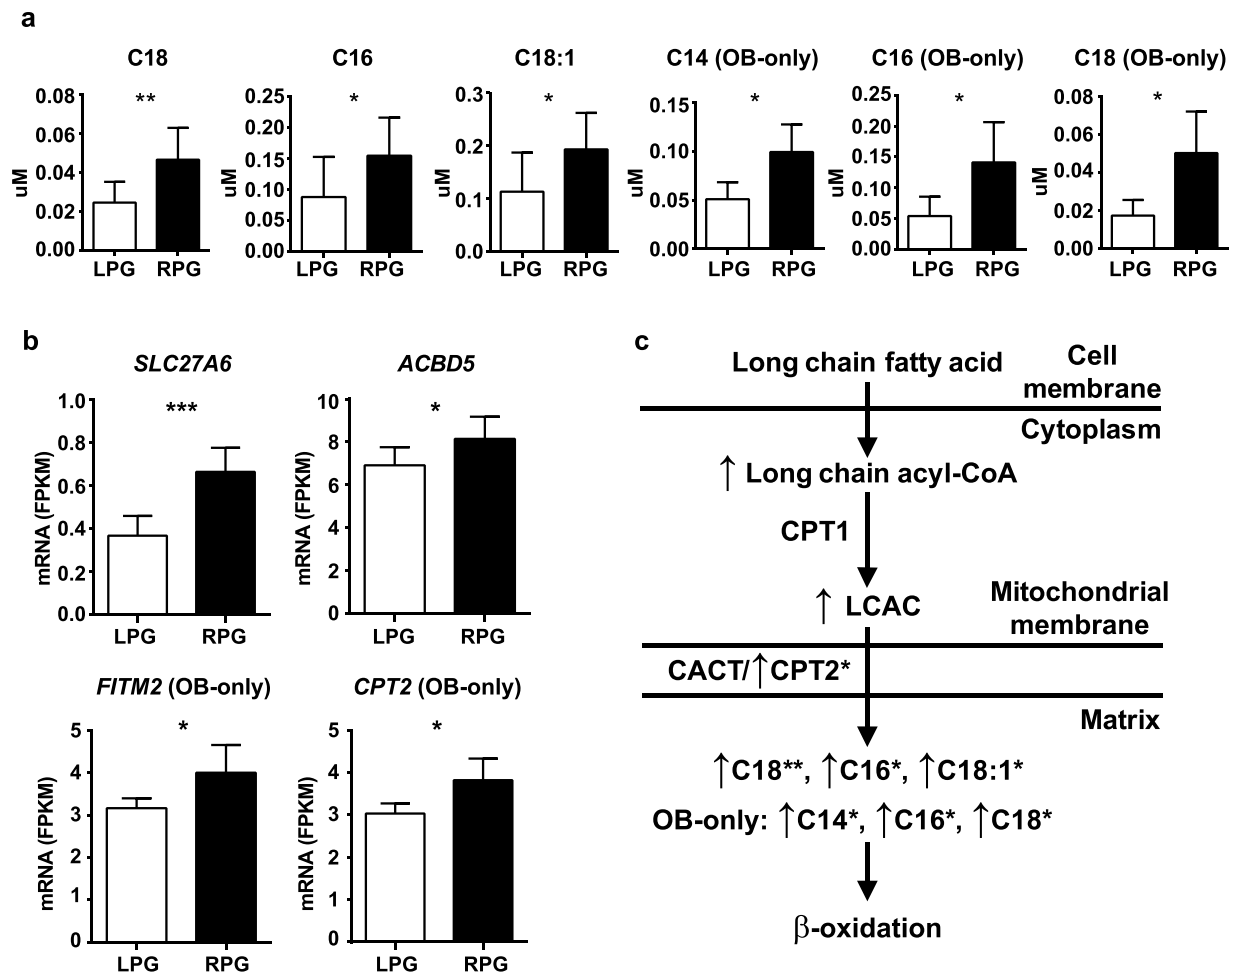 a
C18
C16
C18:1
C14 (OB-only)
C16 (OB-only)
C18 (OB-only)
**
*
*
*
*
*
uM
0.08
0.06
0.04
0.02
0.00
LPG RPG
uM
0.25
0.20
0.15
0.10
0.05
0.00
LPG RPG
uM
0.3
0.2
0.1
0.0
LPG RPG
uM
0.15
0.10
0.05
0.00
LPG RPG
uM
0.25
0.20
0.15
0.10
0.05
0.00
LPG RPG
uM
0.08
0.06
0.04
0.02
0.00
LPG RPG
b
SLC27A6
***
mRNA (FPKM)
1.0
0.8
0.6
0.4
0.2
0.0
LPG RPG
ACBD5
*
mRNA (FPKM)
10
8
6
4
2
0
LPG RPG
FITM2 (OB-only)
*
mRNA (FPKM)
5
4
3
2
1
0
LPG RPG
CPT2 (OB-only)
*
mRNA (FPKM)
5
4
3
2
1
0
LPG RPG
c
Long chain fatty acid
Cell
membrane
Cytoplasm
↑ Long chain acyl-CoA
CPT1
↑ LCAC
Mitochondrial
membrane
CACT/↑CPT2*
Matrix
↑C18**, ↑C16*, ↑C18:1*
OB-only: ↑C14*, ↑C16*, ↑C18*
β-oxidation